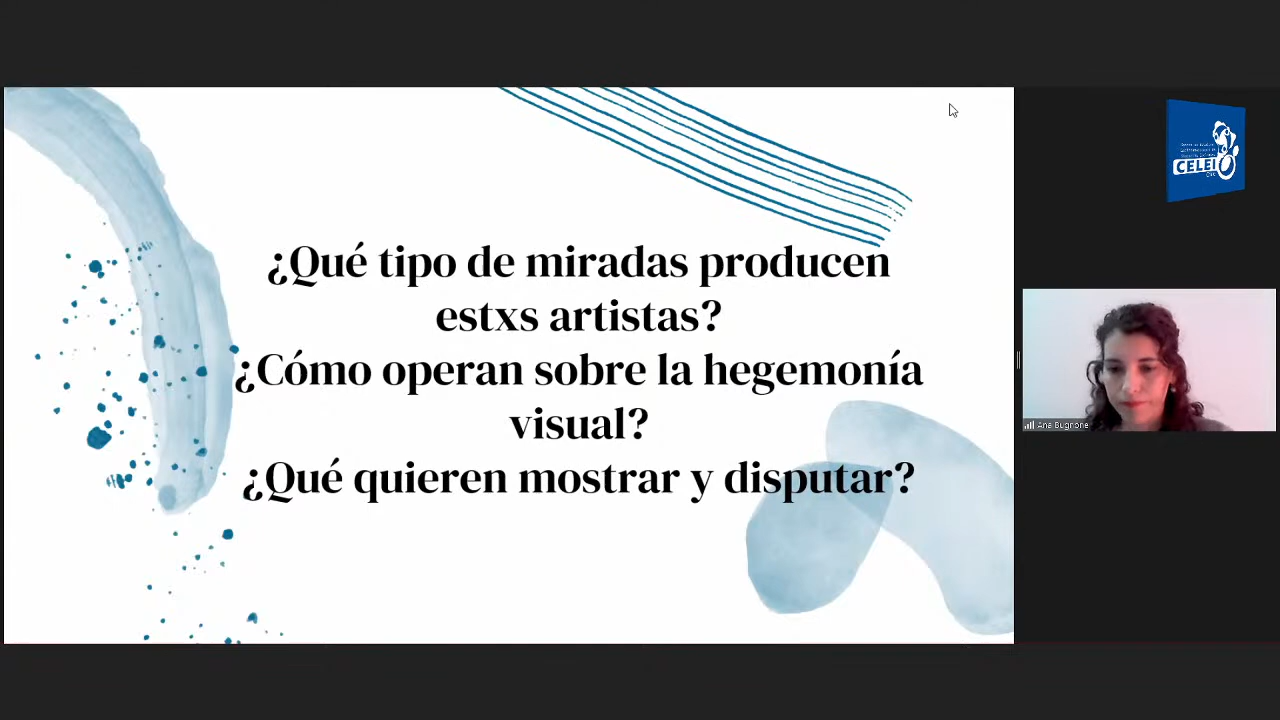 ¿Qué tipo de miradas producen
estxs artistas?
¿Cómo operan sobre la hegemonía
visual?
¿Qué quieren mostrar y disputar?
CELEI
Ana Bugnone